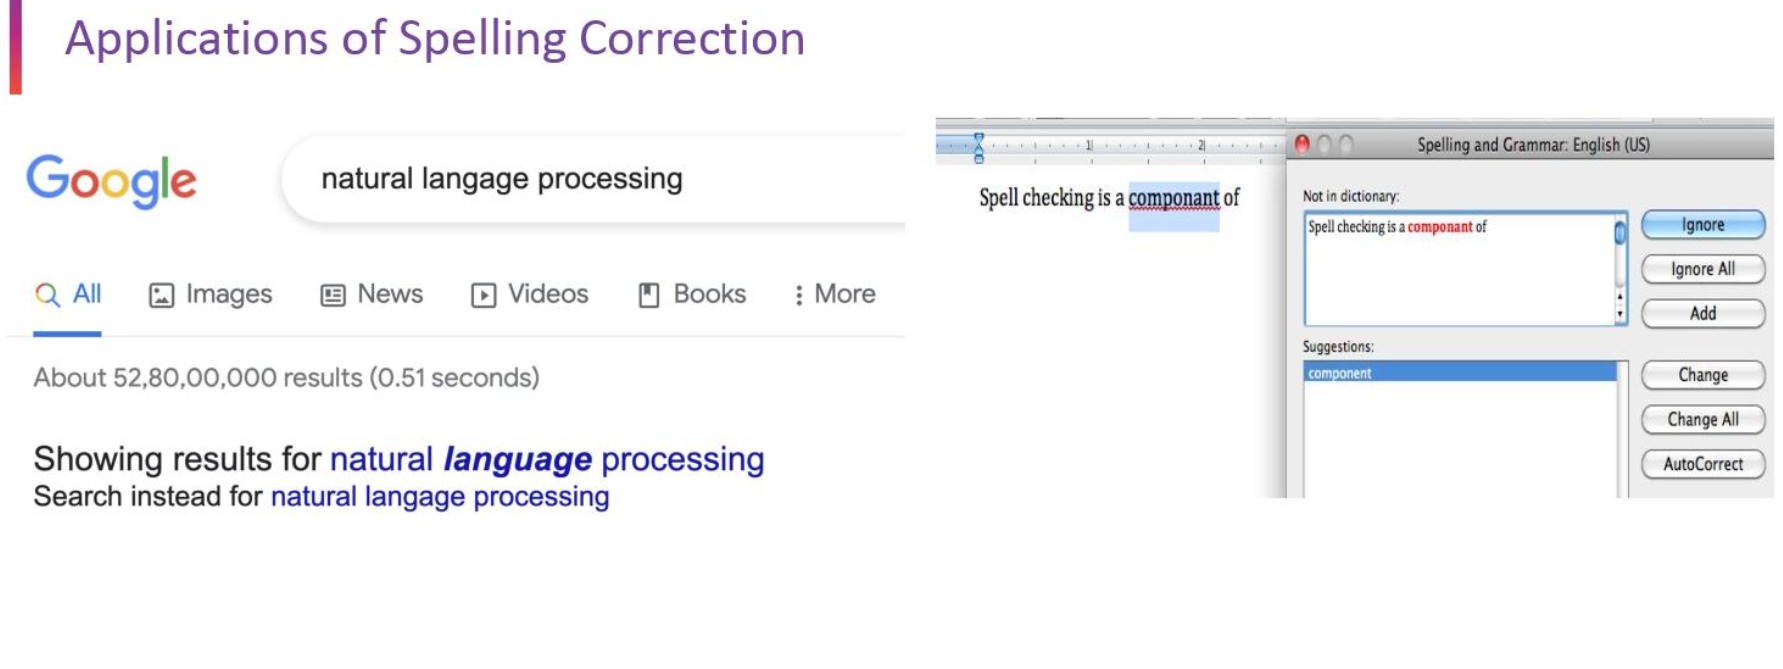 Applications of Spelling Correction
Google
natural langage processing
All
Images
News
Videos
Books
More
About 52,80,00,000 results (0.51 seconds)
Showing results for natural language processing
Search instead for natural langage processing
1
2
Spell checking is a componant of
Spelling and Grammar: English (US)
Not in dictionary:
Spell checking is a componant of
Ignore
Ignore All
Add
Suggestions:
component
Change
Change All
AutoCorrect